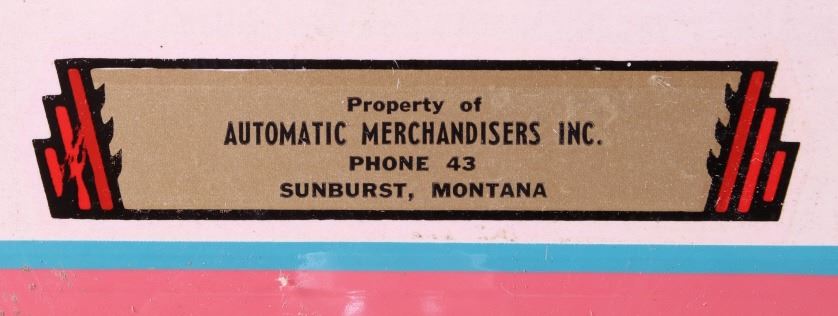 Property of
AUTOMATIC MERCHANDISERS INC.
PHONE 43
SUNBURST, MONTANA